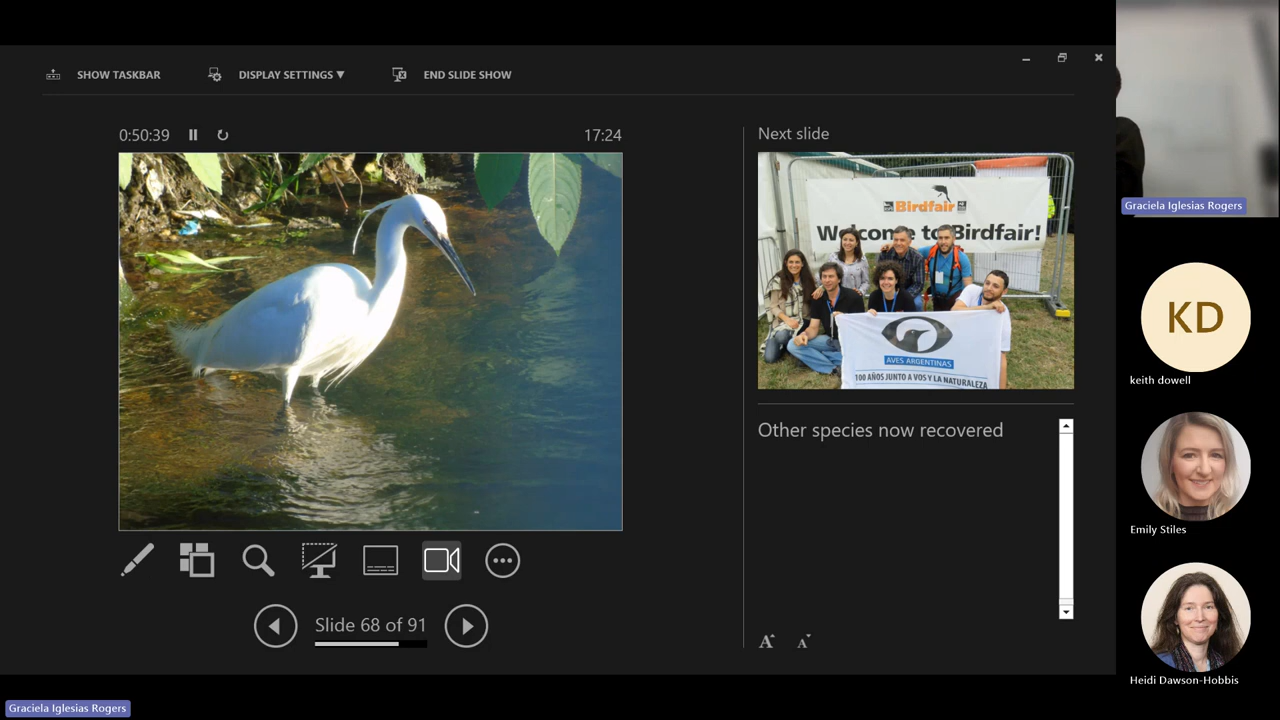 SHOW TASKBAR
DISPLAY SETTINGS ▼
END SLIDE SHOW
0:50:39
17:24
Next slide
Birdfair
Welcome to Birdfair!
AVES ARGENTINAS
100 AÑOS JUNTO A VOS Y LA NATURALEZA
Other species now recovered
Slide 68 of 91
A A
Graciela Iglesias Rogers
KD
keith dowell
Emily Stiles
Heidi Dawson-Hobbis
Graciela Iglesias Rogers